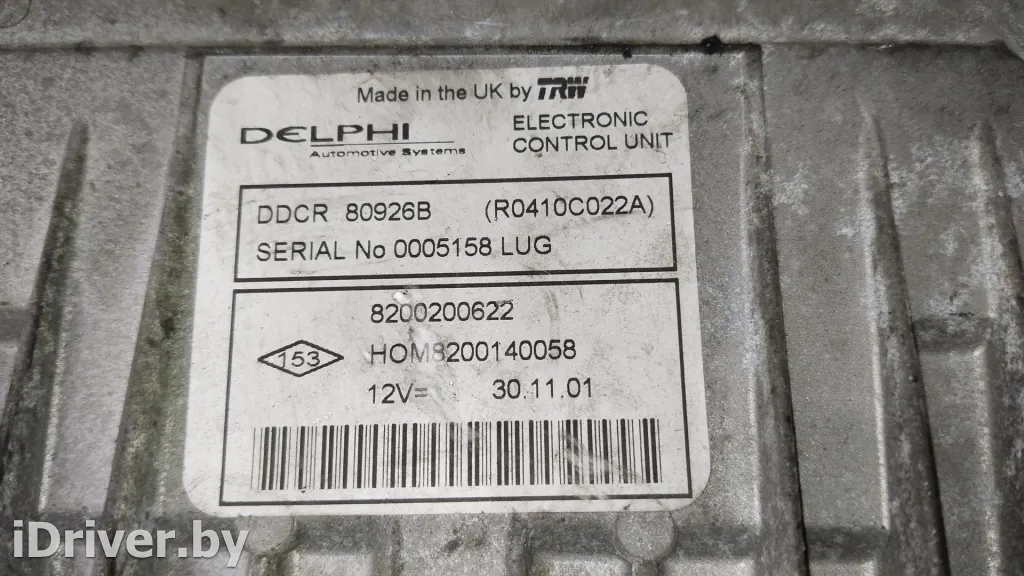 Made in the UK by TRW
DELPHI
Automotive Systems
ELECTRONIC
CONTROL UNIT
DDCR 80926B (R0410C022A)
SERIAL No 0005158 LUG
8200200622
153 HOM8200140058
12V= 30.11.01
iDriver.by